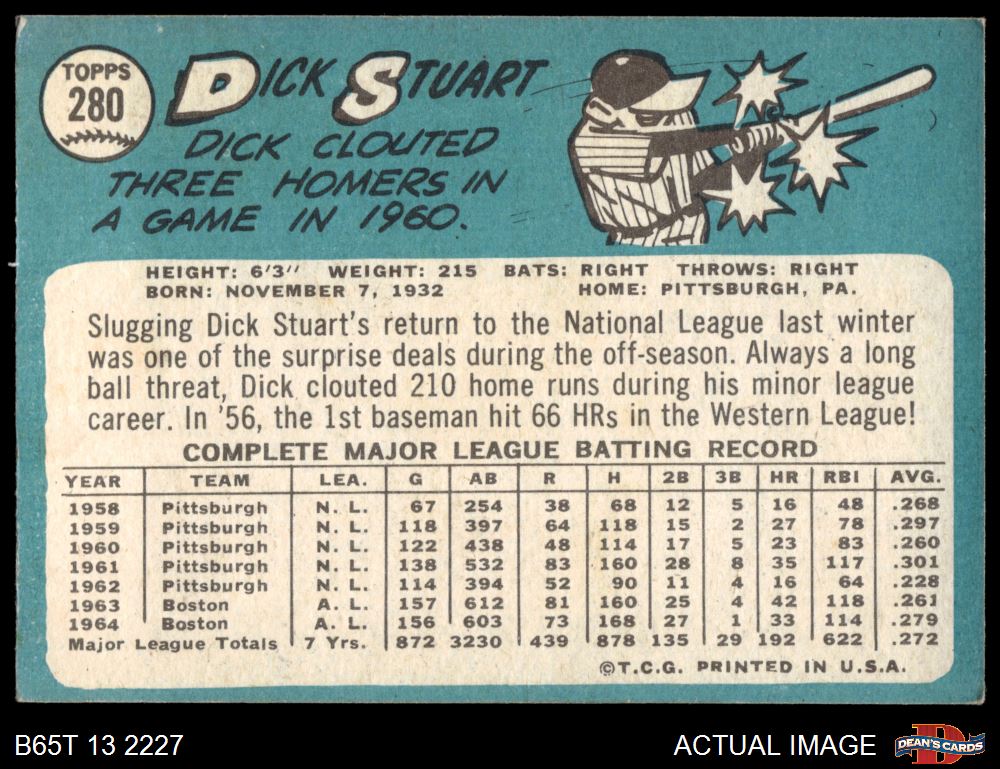 TOPPS
280
DICK STUART
DICK CLOUTED
THREE HOMERS IN
A GAME IN 1960.
HEIGHT: 6'3" WEIGHT: 215 BATS: RIGHT THROWS: RIGHT
BORN: NOVEMBER 7, 1932 HOME: PITTSBURGH, PA.
Slugging Dick Stuart's return to the National League last winter
was one of the surprise deals during the off-season. Always a long
ball threat, Dick clouted 210 home runs during his minor league
career. In '56, the 1st baseman hit 66 HRs in the Western League!
COMPLETE MAJOR LEAGUE BATTING RECORD
YEAR TEAM LEA. G AB R H 2B 3B HR RBI AVG.
1958 Pittsburgh N. L. 67 254 38 68 12 5 16 48 .268
1959 Pittsburgh N. L. 118 397 64 118 15 2 27 78 .297
1960 Pittsburgh N. L. 122 438 48 114 17 5 23 83 .260
1961 Pittsburgh N. L. 138 532 83 160 28 8 35 117 .301
1962 Pittsburgh N. L. 114 394 52 90 11 4 16 64 .228
1963 Boston A. L. 157 612 81 160 25 4 42 118 .261
1964 Boston A. L. 156 603 73 168 27 1 33 114 .279
Major League Totals 7 Yrs. 872 3230 439 878 135 29 192 622 .272
©T.C.G. PRINTED IN U.S.A.
B65T 13 2227
ACTUAL IMAGE
D
DEAN'S CARDS